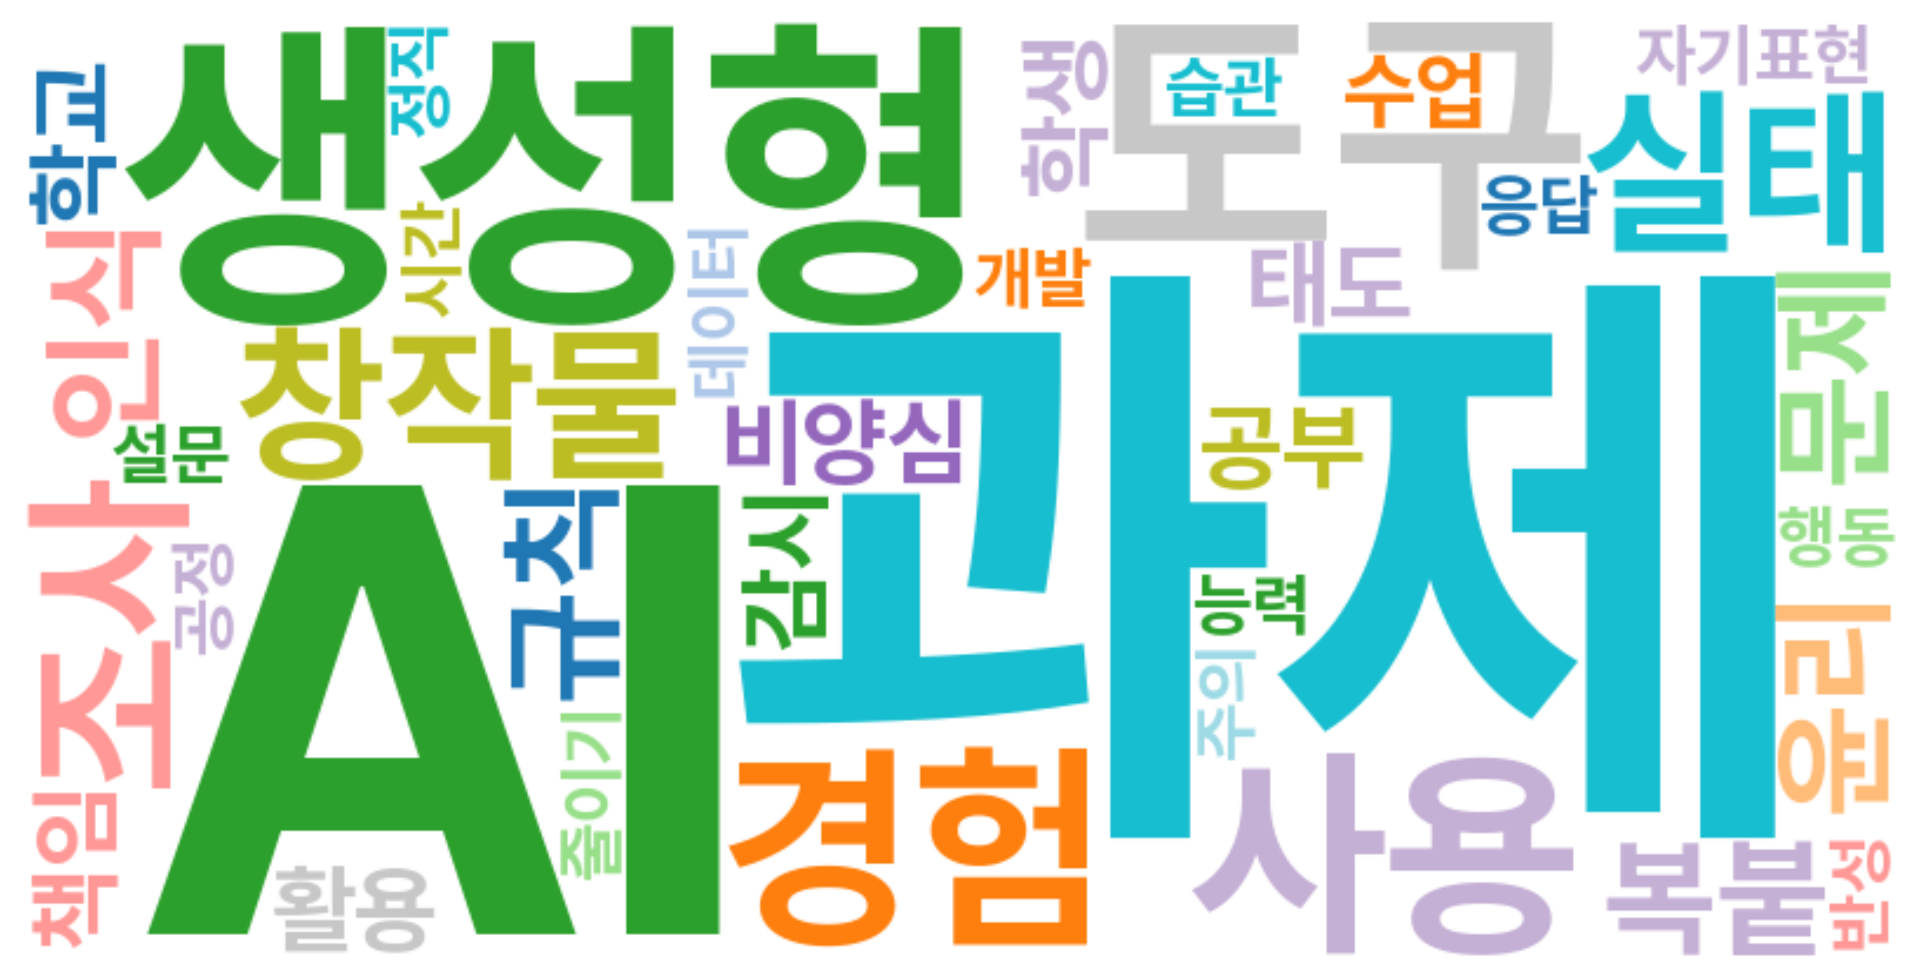 생성형
정직
학교
학생
도구
습관
수업
자기표현
실태
응답
시간
데이터
개발
태도
인식
창작물
과제
문제
비양심
공부
설문
조사
AI
규칙
감시
행동
공정
능력
윤리
주의
줄이기
경험
사용
책임
활용
복붙
반성